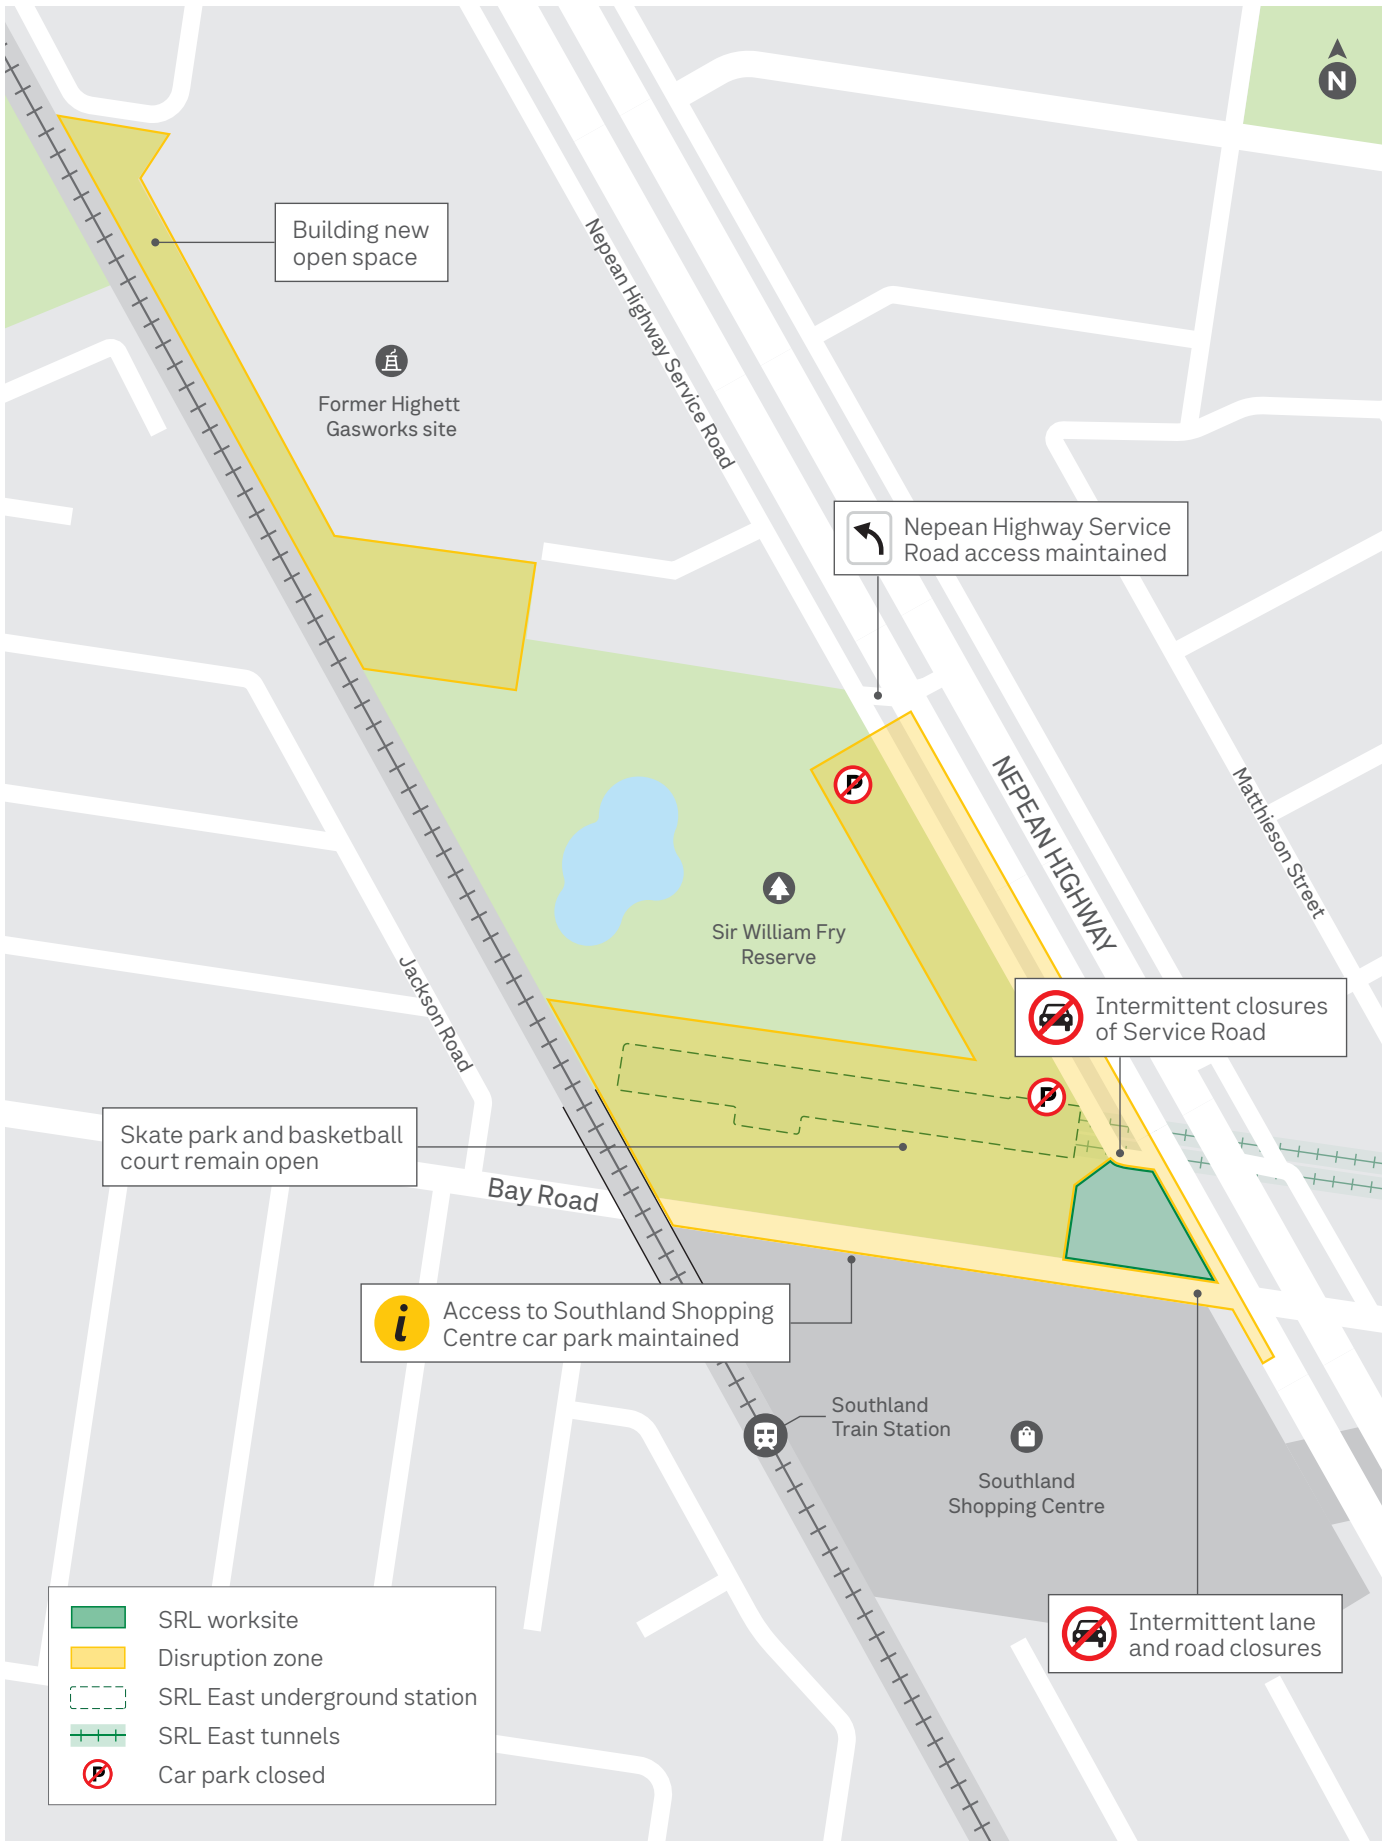 N
Building new
open space
Former Highett
Gasworks site
Nepean Highway Service Road
Nepean Highway Service
Road access maintained
NEPEAN HIGHWAY
Matthieson Street
P
Sir William Fry
Reserve
Jackson Road
Intermittent closures
of Service Road
P
Skate park and basketball
court remain open
Bay Road
i
Access to Southland Shopping
Centre car park maintained
Southland
Train Station
Southland
Shopping Centre
Intermittent lane
and road closures
SRL worksite
Disruption zone
SRL East underground station
SRL East tunnels
P
Car park closed